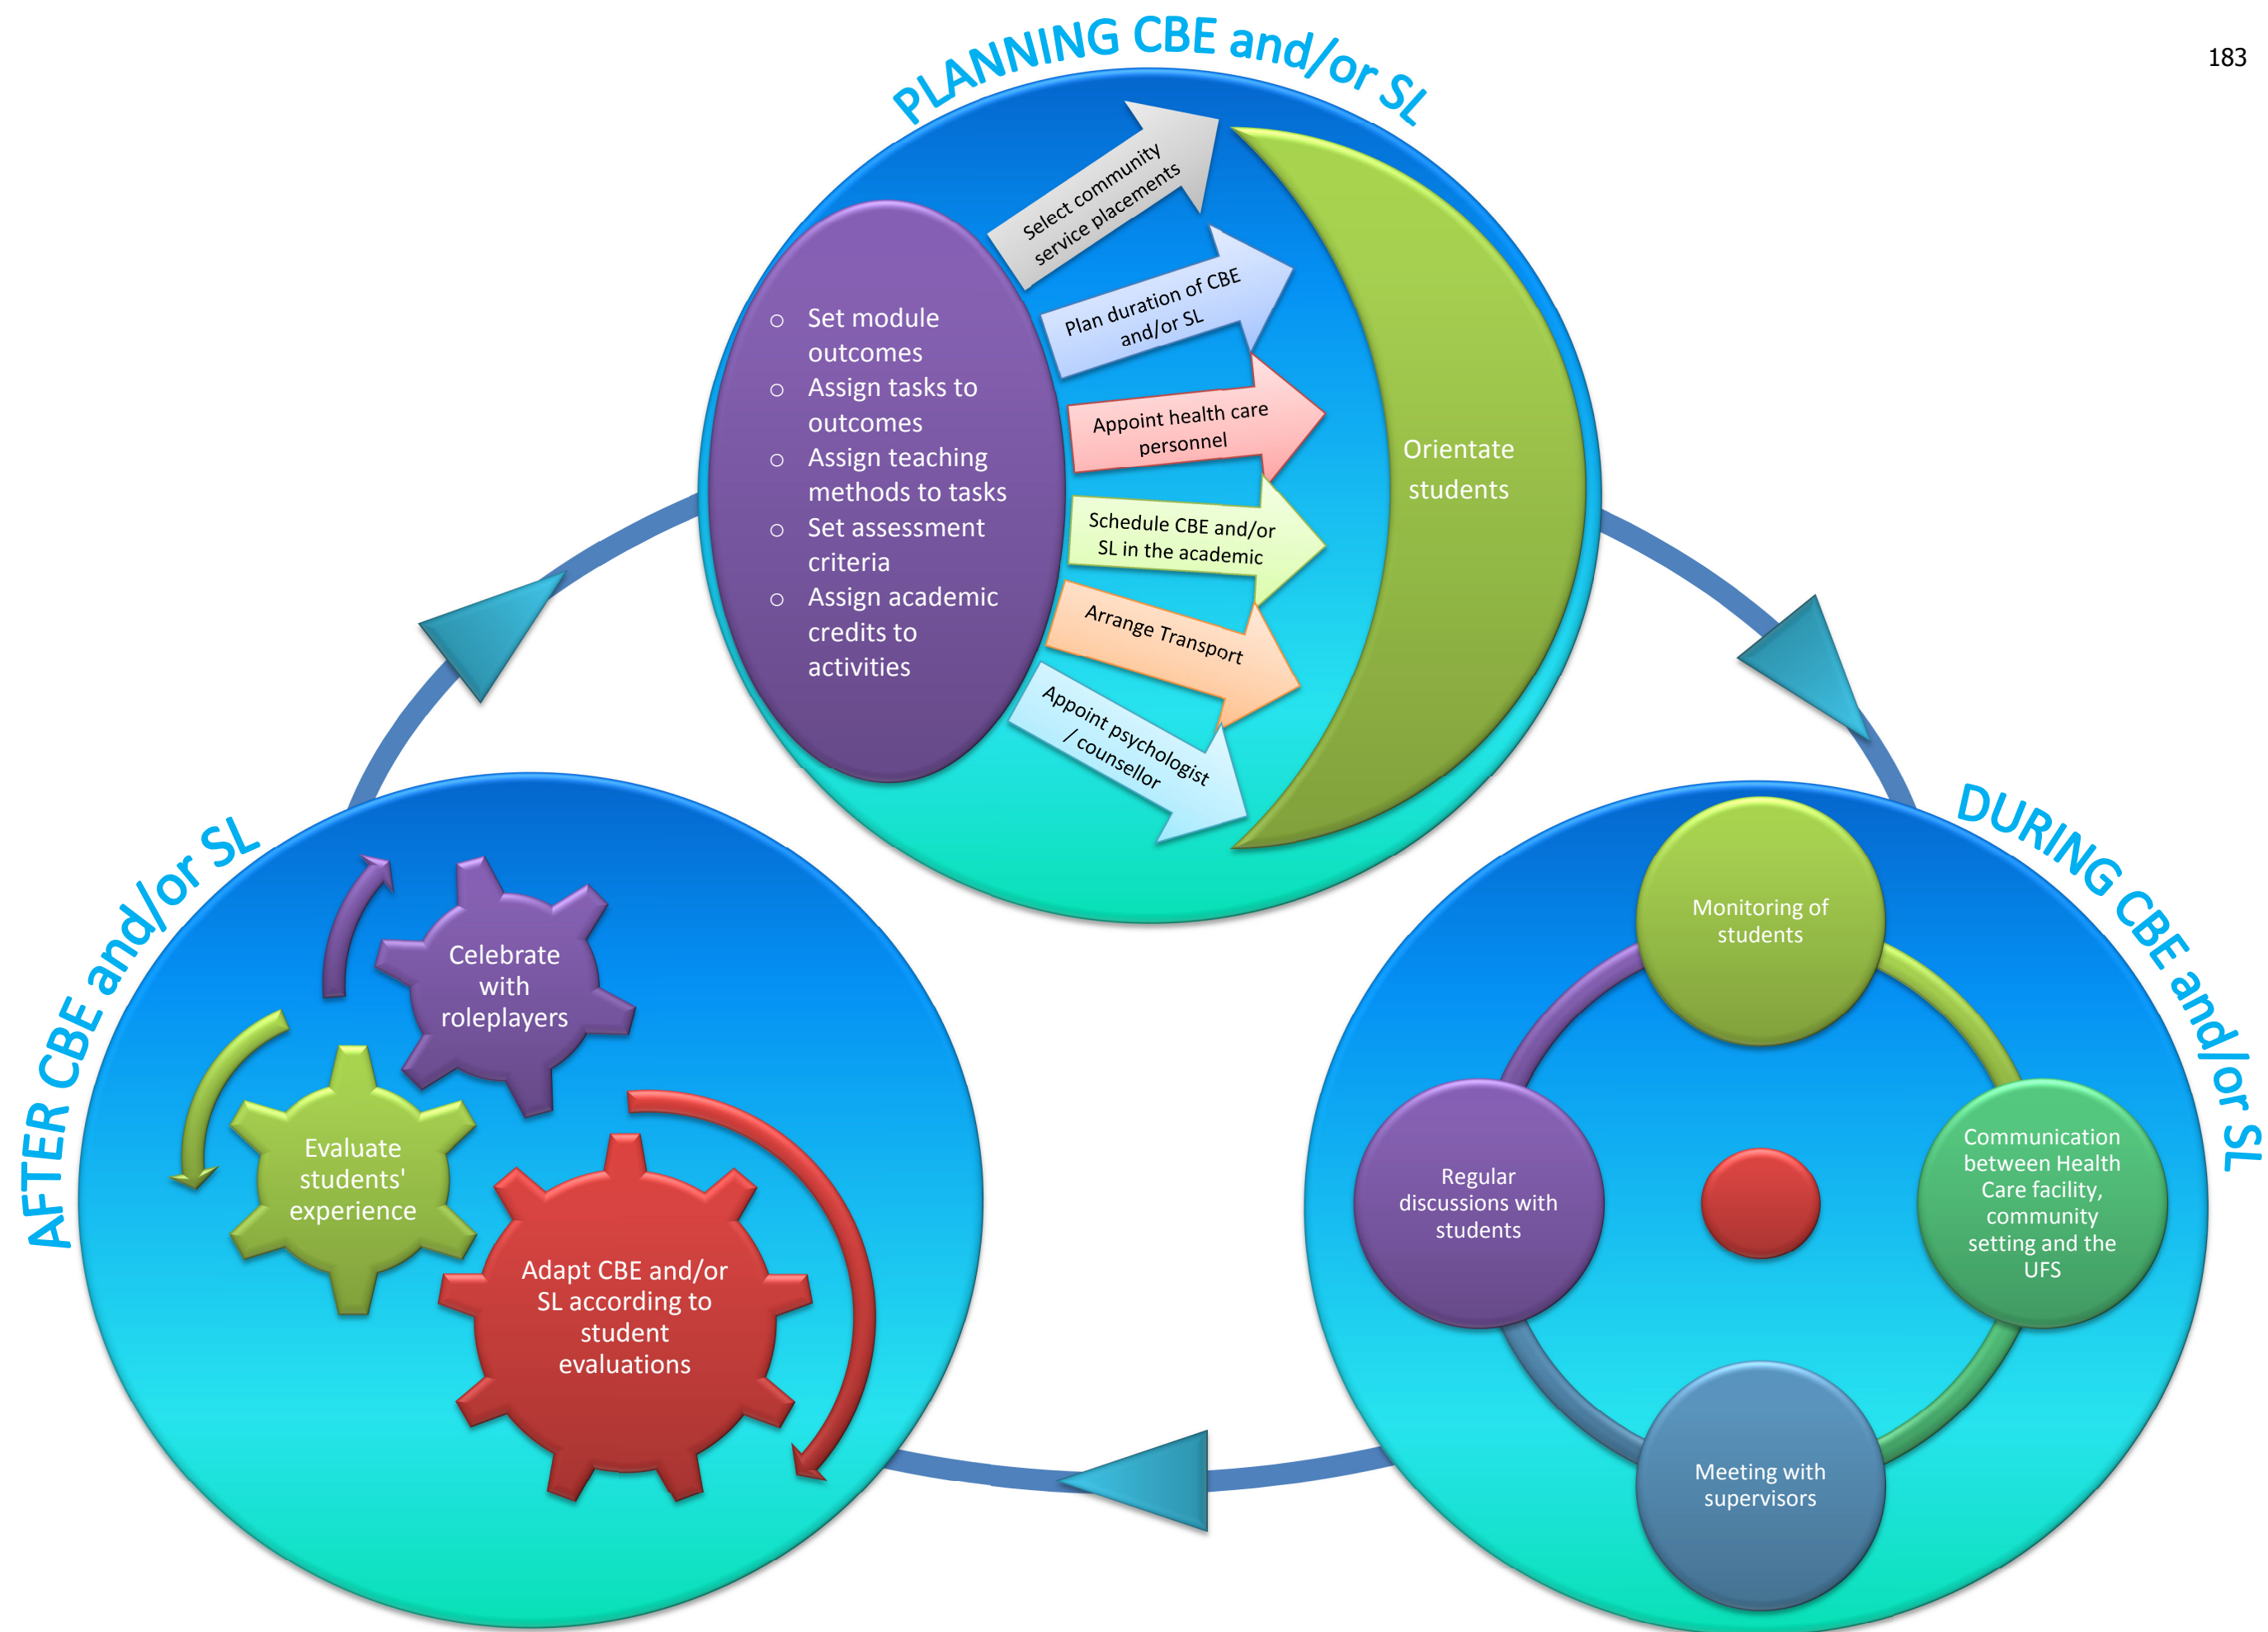 183
PLANNING CBE and/or SL
Select community
service placements
Plan duration of CBE
and/or SL
Appoint health care
personnel
Schedule CBE and/or
SL in the academic
Arrange Transport
Appoint psychologist
/ counsellor
○ Set module
outcomes
○ Assign tasks to
outcomes
○ Assign teaching
methods to tasks
○ Set assessment
criteria
○ Assign academic
credits to
activities
Orientate
students
DURING CBE and/or SL
Monitoring of
students
Communication
between Health
Care facility,
community
setting and the
UFS
Meeting with
supervisors
Regular
discussions with
students
AFTER CBE and/or SL
Celebrate
with
roleplayers
Evaluate
students'
experience
Adapt CBE and/or
SL according to
student
evaluations